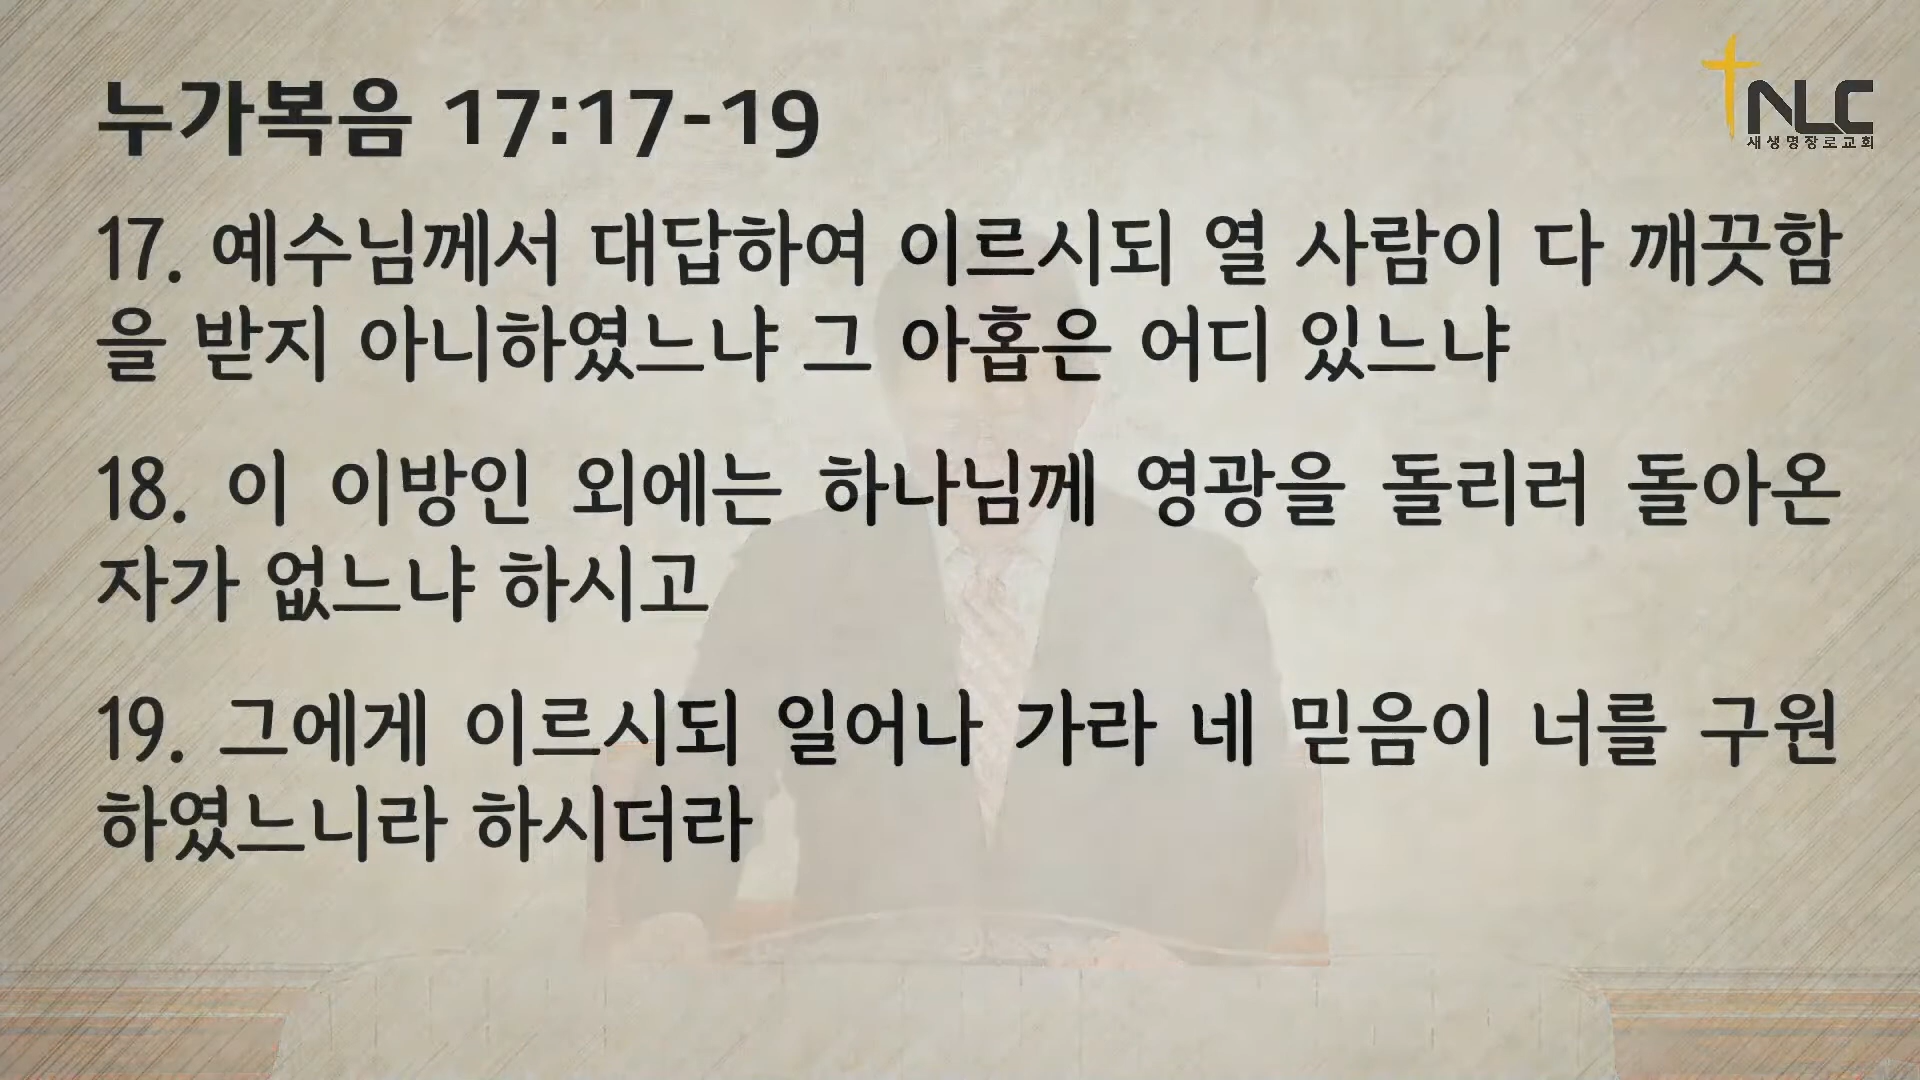 누가복음 17:17-19
NLC
새생명장로교회
17. 예수님께서 대답하여 이르시되 열 사람이 다 깨끗함
을 받지 아니하였느냐 그 아홉은 어디 있느냐
18. 이 이방인 외에는 하나님께 영광을 돌리러 돌아온
자가 없느냐 하시고
19. 그에게 이르시되 일어나 가라 네 믿음이 너를 구원
하였느니라 하시더라